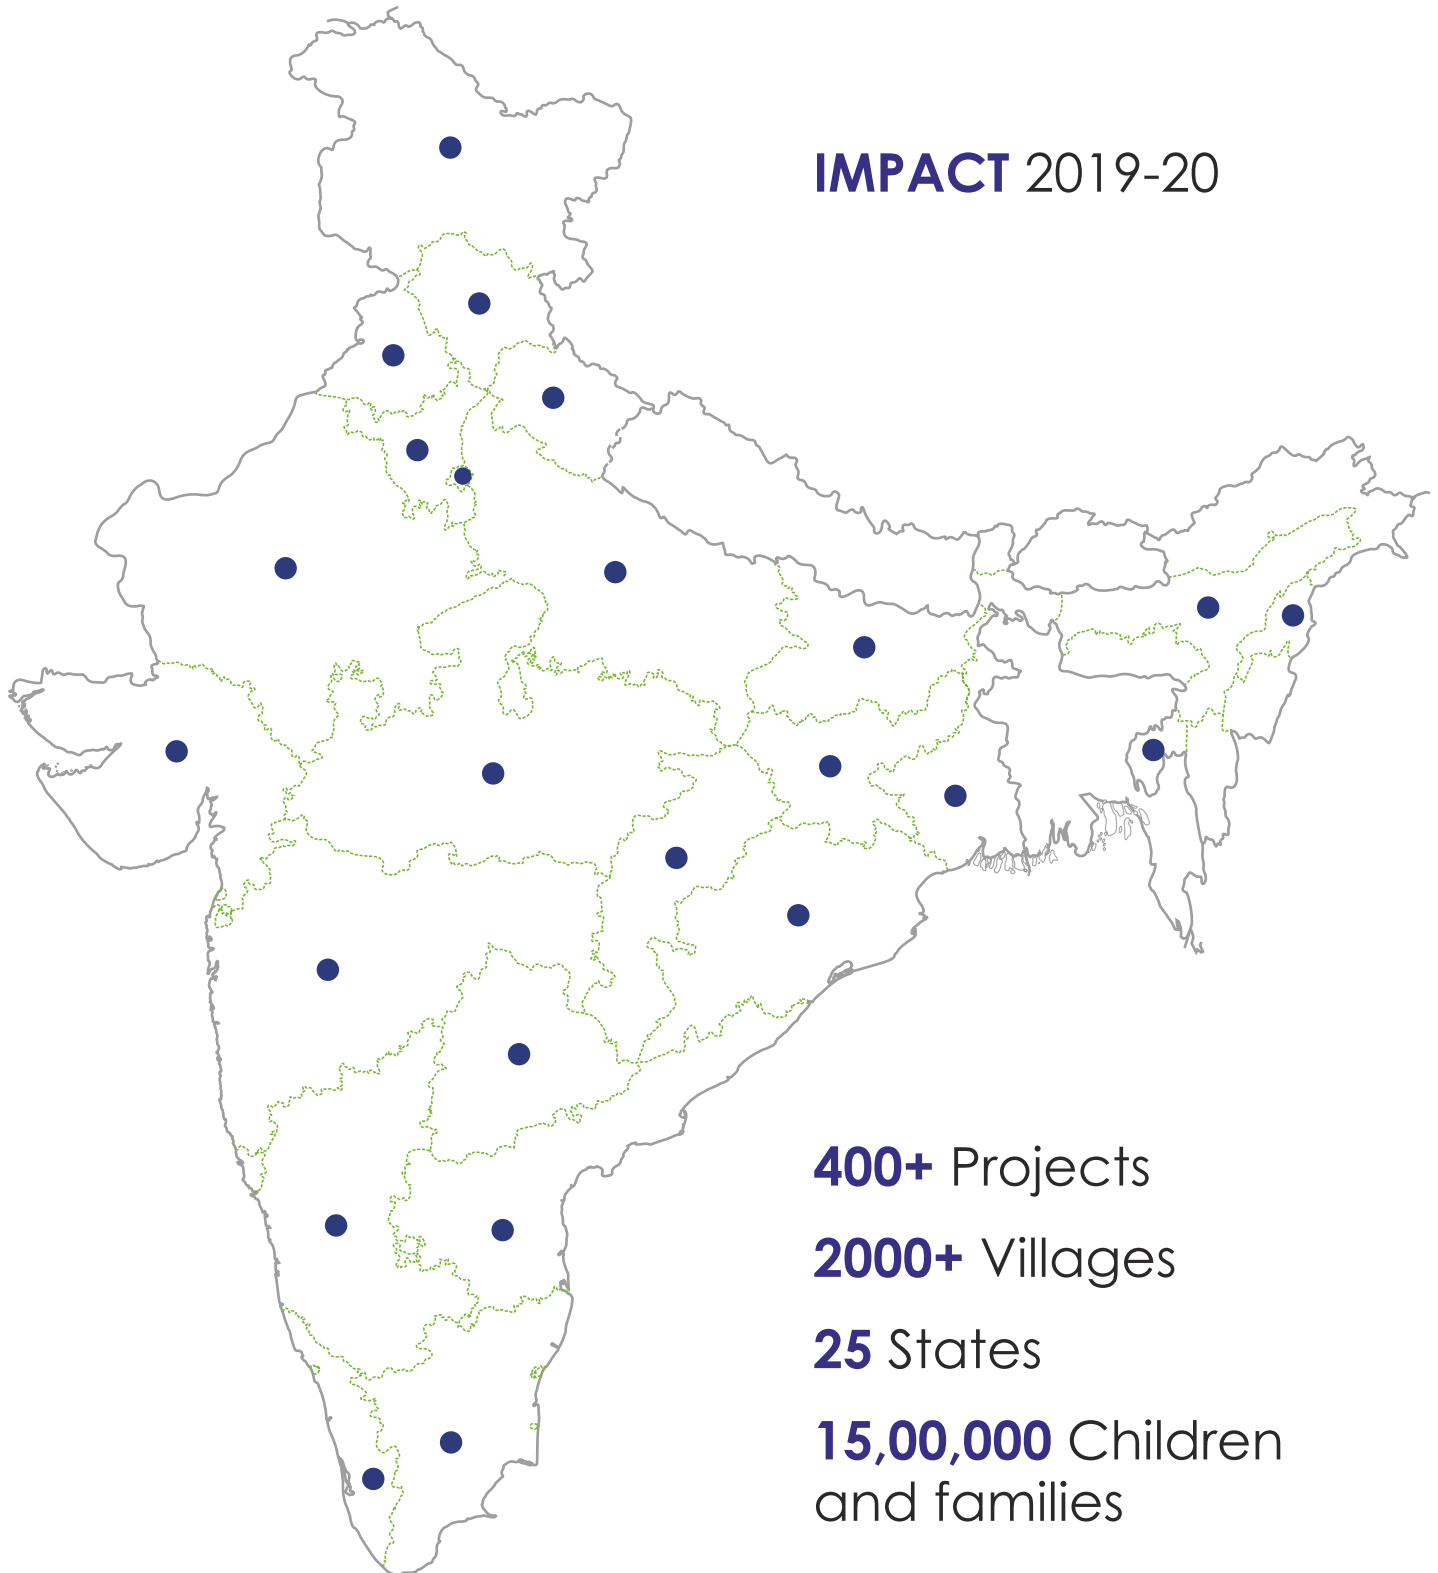 IMPACT 2019-20
400+ Projects
2000+ Villages
25 States
15,00,000 Children
and families